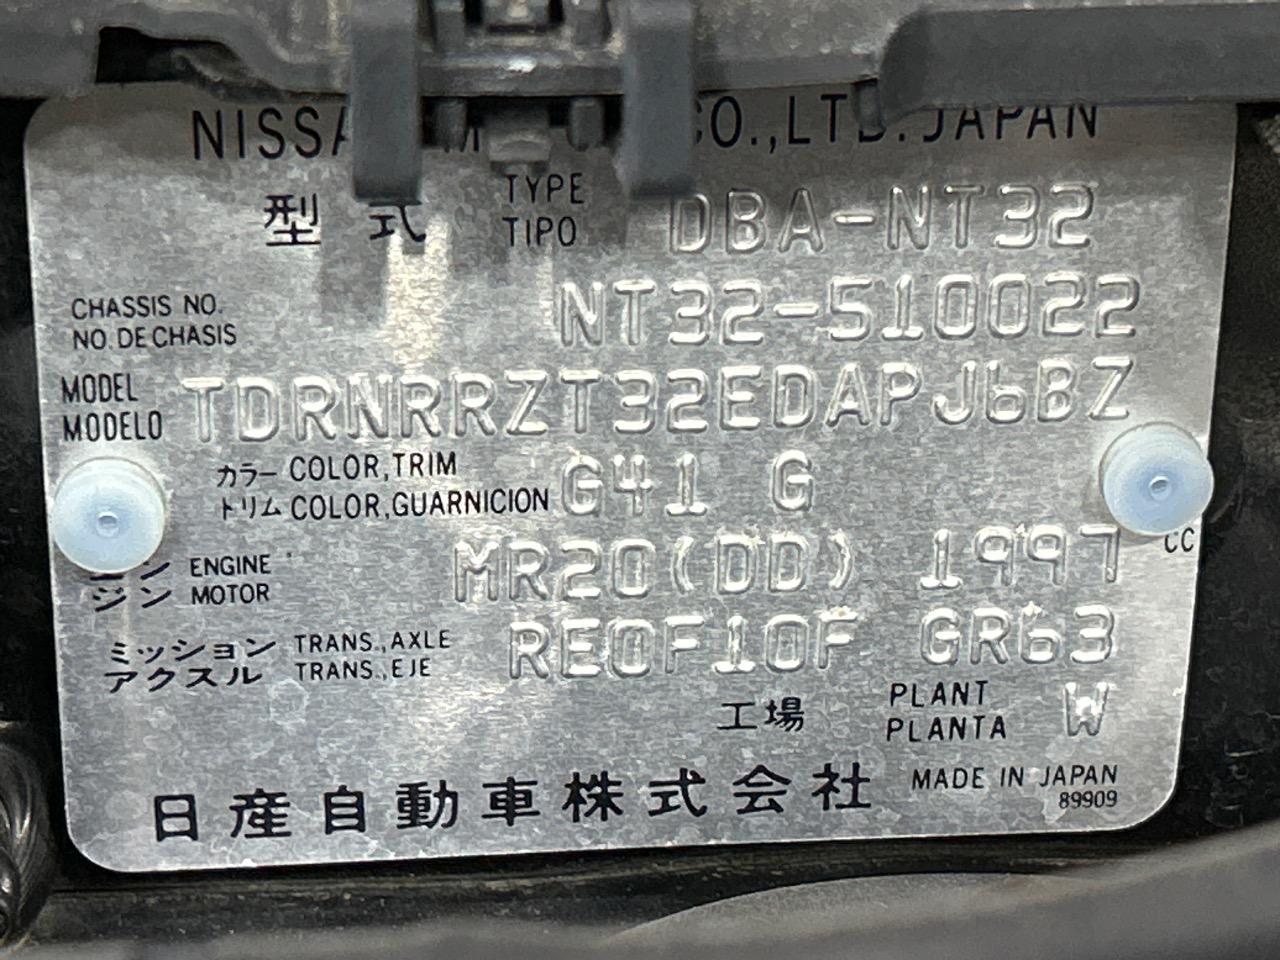 NISSA M CO.,LTD. JAPAN
型式 TYPE TIPO DBA-NT32
CHASSIS NO. NO. DE CHASIS NT32-510022
MODEL MODELO TDRNRRZT32EDAPJ6BZ
カラー COLOR,TRIM
トリム COLOR,GUARNICION G41 G
ENGINE
ジン MOTOR MR20(DD) 1997 CC
ミッション TRANS.,AXLE
アクスル TRANS.,EJE RE0F10F GR63
工場 PLANT PLANTA W
日産自動車株式会社 MADE IN JAPAN
89909